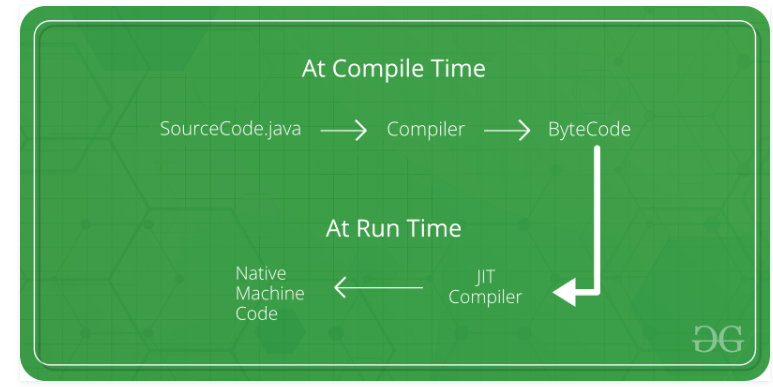 At Compile Time
SourceCode.java
Compiler
ByteCode
At Run Time
Native
Machine
Code
JIT
Compiler
GG